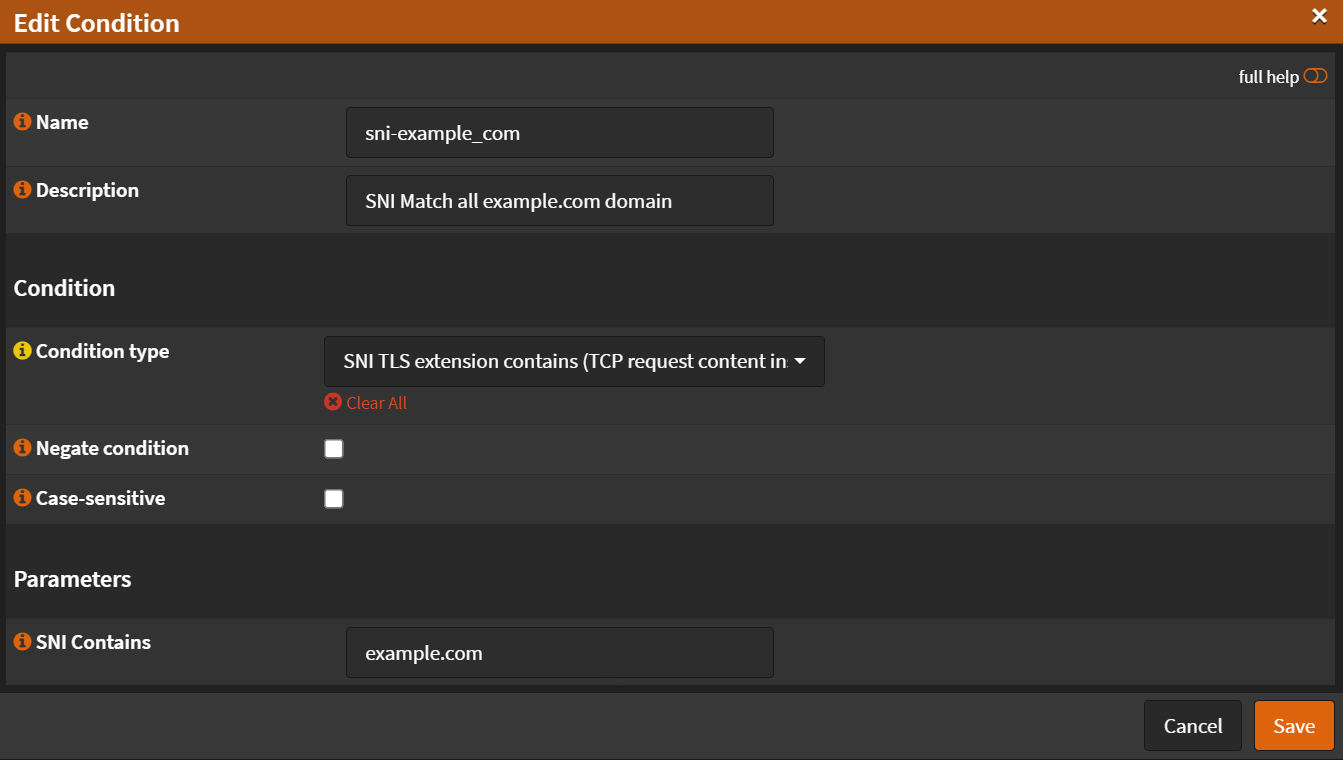 Edit Condition
full help
Name
sni-example_com
Description
SNI Match all example.com domain
Condition
Condition type
SNI TLS extension contains (TCP request content in
Clear All
Negate condition
Case-sensitive
Parameters
SNI Contains
example.com
Cancel
Save